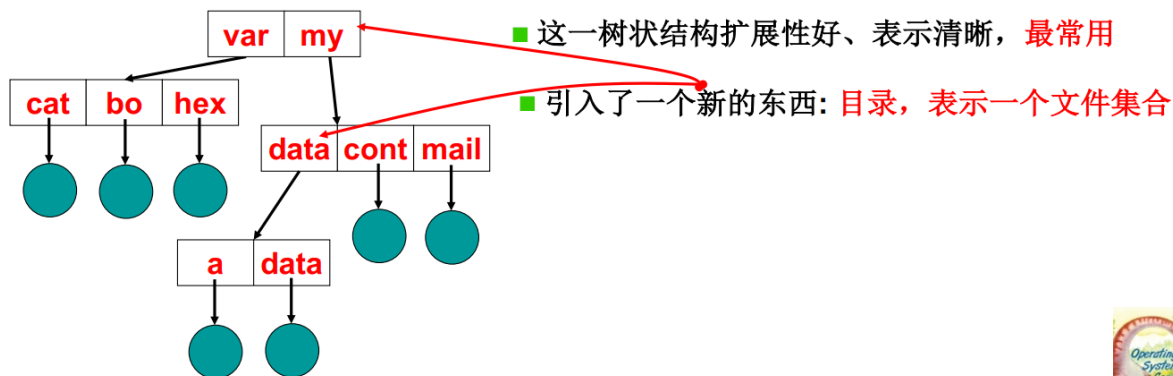 var my
这一树状结构扩展性好、表示清晰，最常用
cat bo hex
引入了一个新的东西: 目录，表示一个文件集合
data cont mail
a data
Operating
System